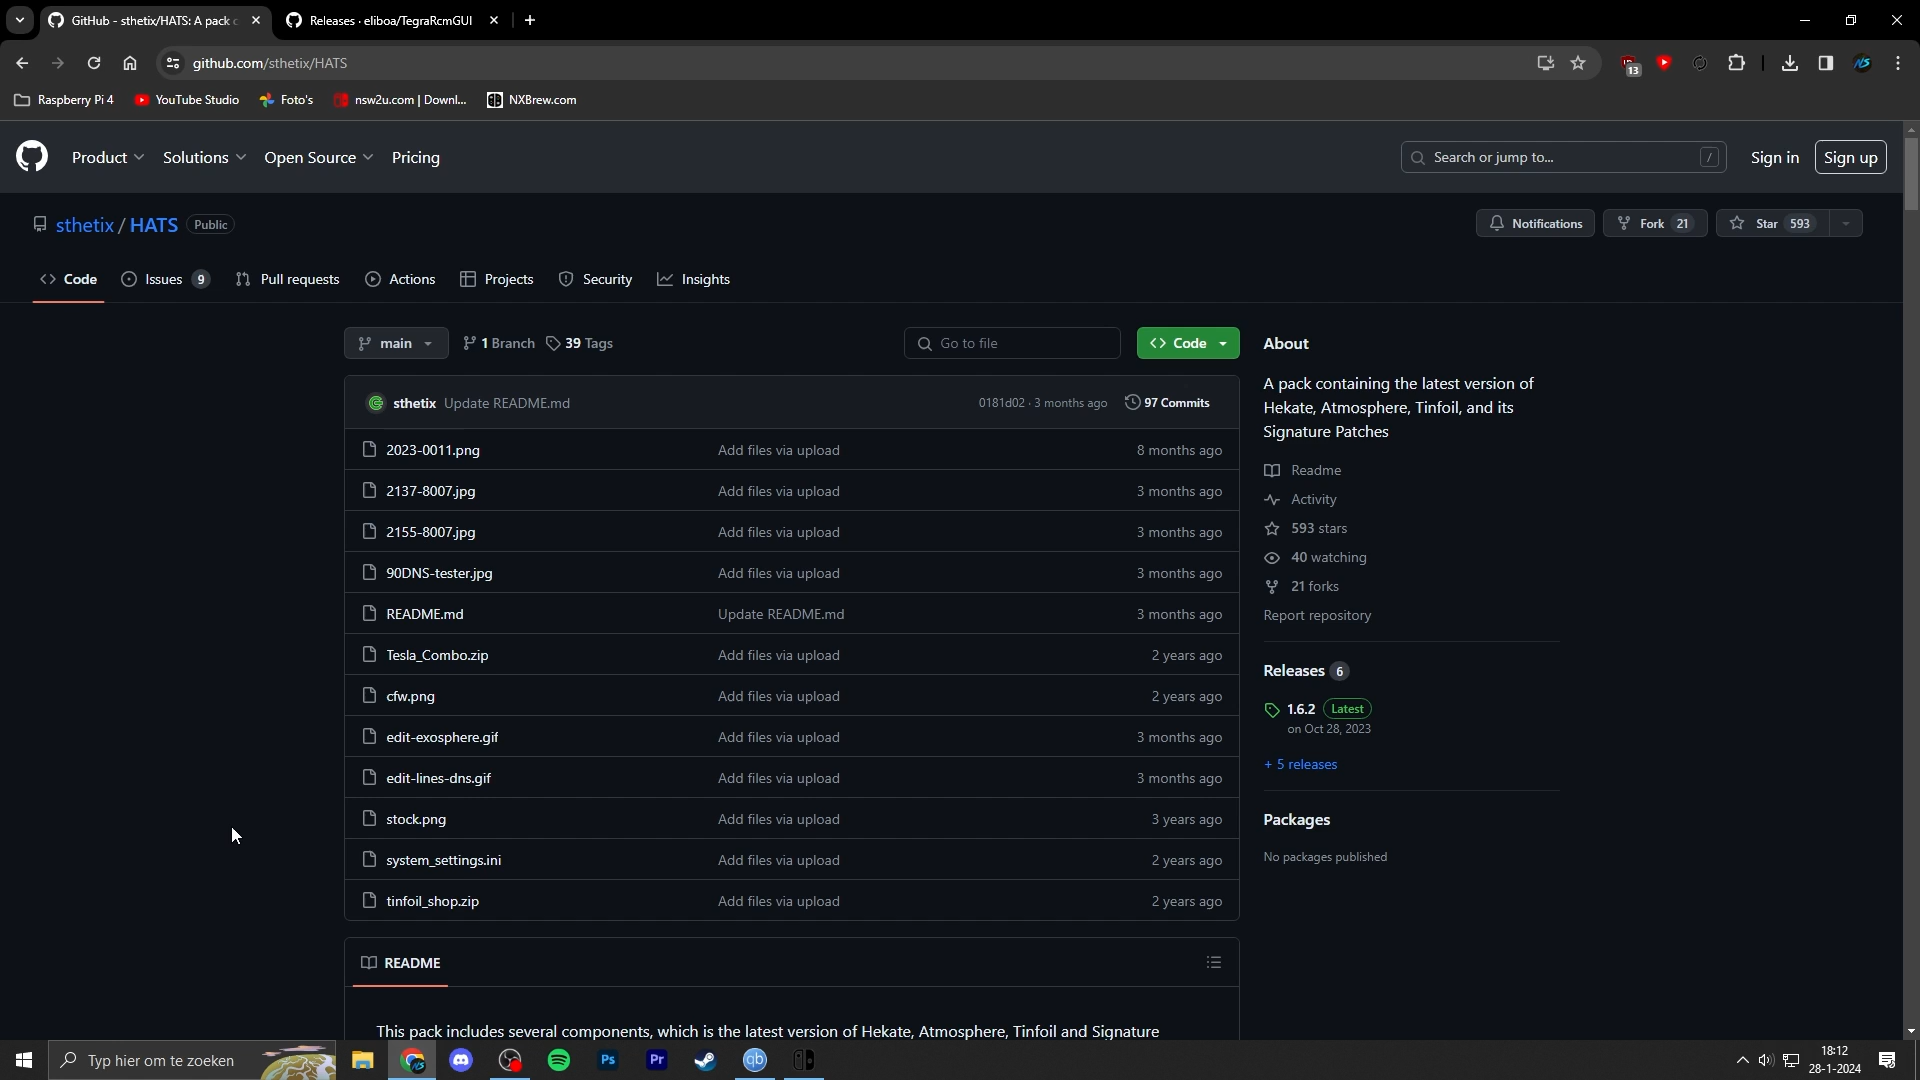 GitHub - sthetix/HATS: A pack c
Releases · eliboa/TegraRcmGUI
github.com/sthetix/HATS
13
NS
Raspberry Pi 4
YouTube Studio
Foto's
nsw2u.com | Downl...
NXBrew.com
Product
Solutions
Open Source
Pricing
Search or jump to...
/
Sign in
Sign up
sthetix / HATS
Public
Notifications
Fork 21
Star 593
Code
Issues 9
Pull requests
Actions
Projects
Security
Insights
main
1 Branch
39 Tags
Go to file
Code
About
A pack containing the latest version of
Hekate, Atmosphere, Tinfoil, and its
Signature Patches
sthetix Update README.md
0181d02 · 3 months ago
97 Commits
2023-0011.png Add files via upload 8 months ago
2137-8007.jpg Add files via upload 3 months ago
2155-8007.jpg Add files via upload 3 months ago
90DNS-tester.jpg Add files via upload 3 months ago
README.md Update README.md 3 months ago
Tesla_Combo.zip Add files via upload 2 years ago
cfw.png Add files via upload 2 years ago
edit-exosphere.gif Add files via upload 3 months ago
edit-lines-dns.gif Add files via upload 3 months ago
stock.png Add files via upload 3 years ago
system_settings.ini Add files via upload 2 years ago
tinfoil_shop.zip Add files via upload 2 years ago
Readme
Activity
593 stars
40 watching
21 forks
Report repository
Releases 6
1.6.2 Latest
on Oct 28, 2023
+ 5 releases
Packages
No packages published
README
This pack includes several components, which is the latest version of Hekate, Atmosphere, Tinfoil and Signature
Typ hier om te zoeken
Ps
Pr
qb
18:12
28-1-2024